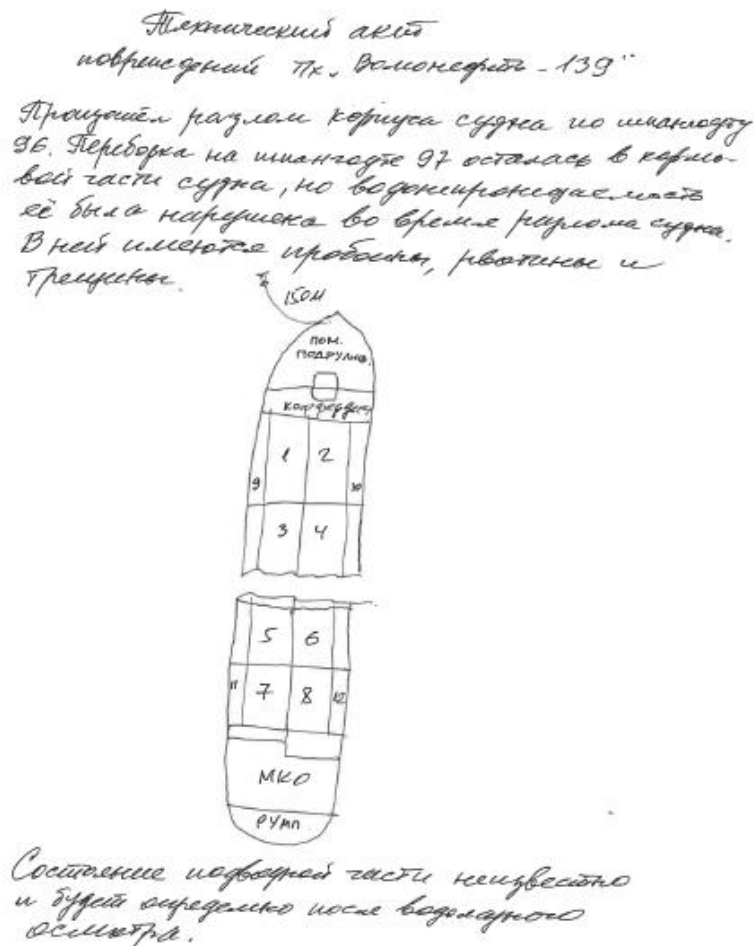 Технический акт
повреждений Тх. „Волгонефть - 139"
Произошёл разлом корпуса судна по шпангоуту
96. Переборка на шпангоуте 97 осталась в кормо-
вой части судна, но водонепроницаемость
её была нарушена во время разлома судна.
В ней имеются пробоины, рватины и
трещины.
150м
пом.
подрулив.
коффердам
1 2
9 10
3 4
5 6
11 7 8 12
МКО
РУМП.
Состояние подводной части неизвестно
и будет определено после водолазного
осмотра.